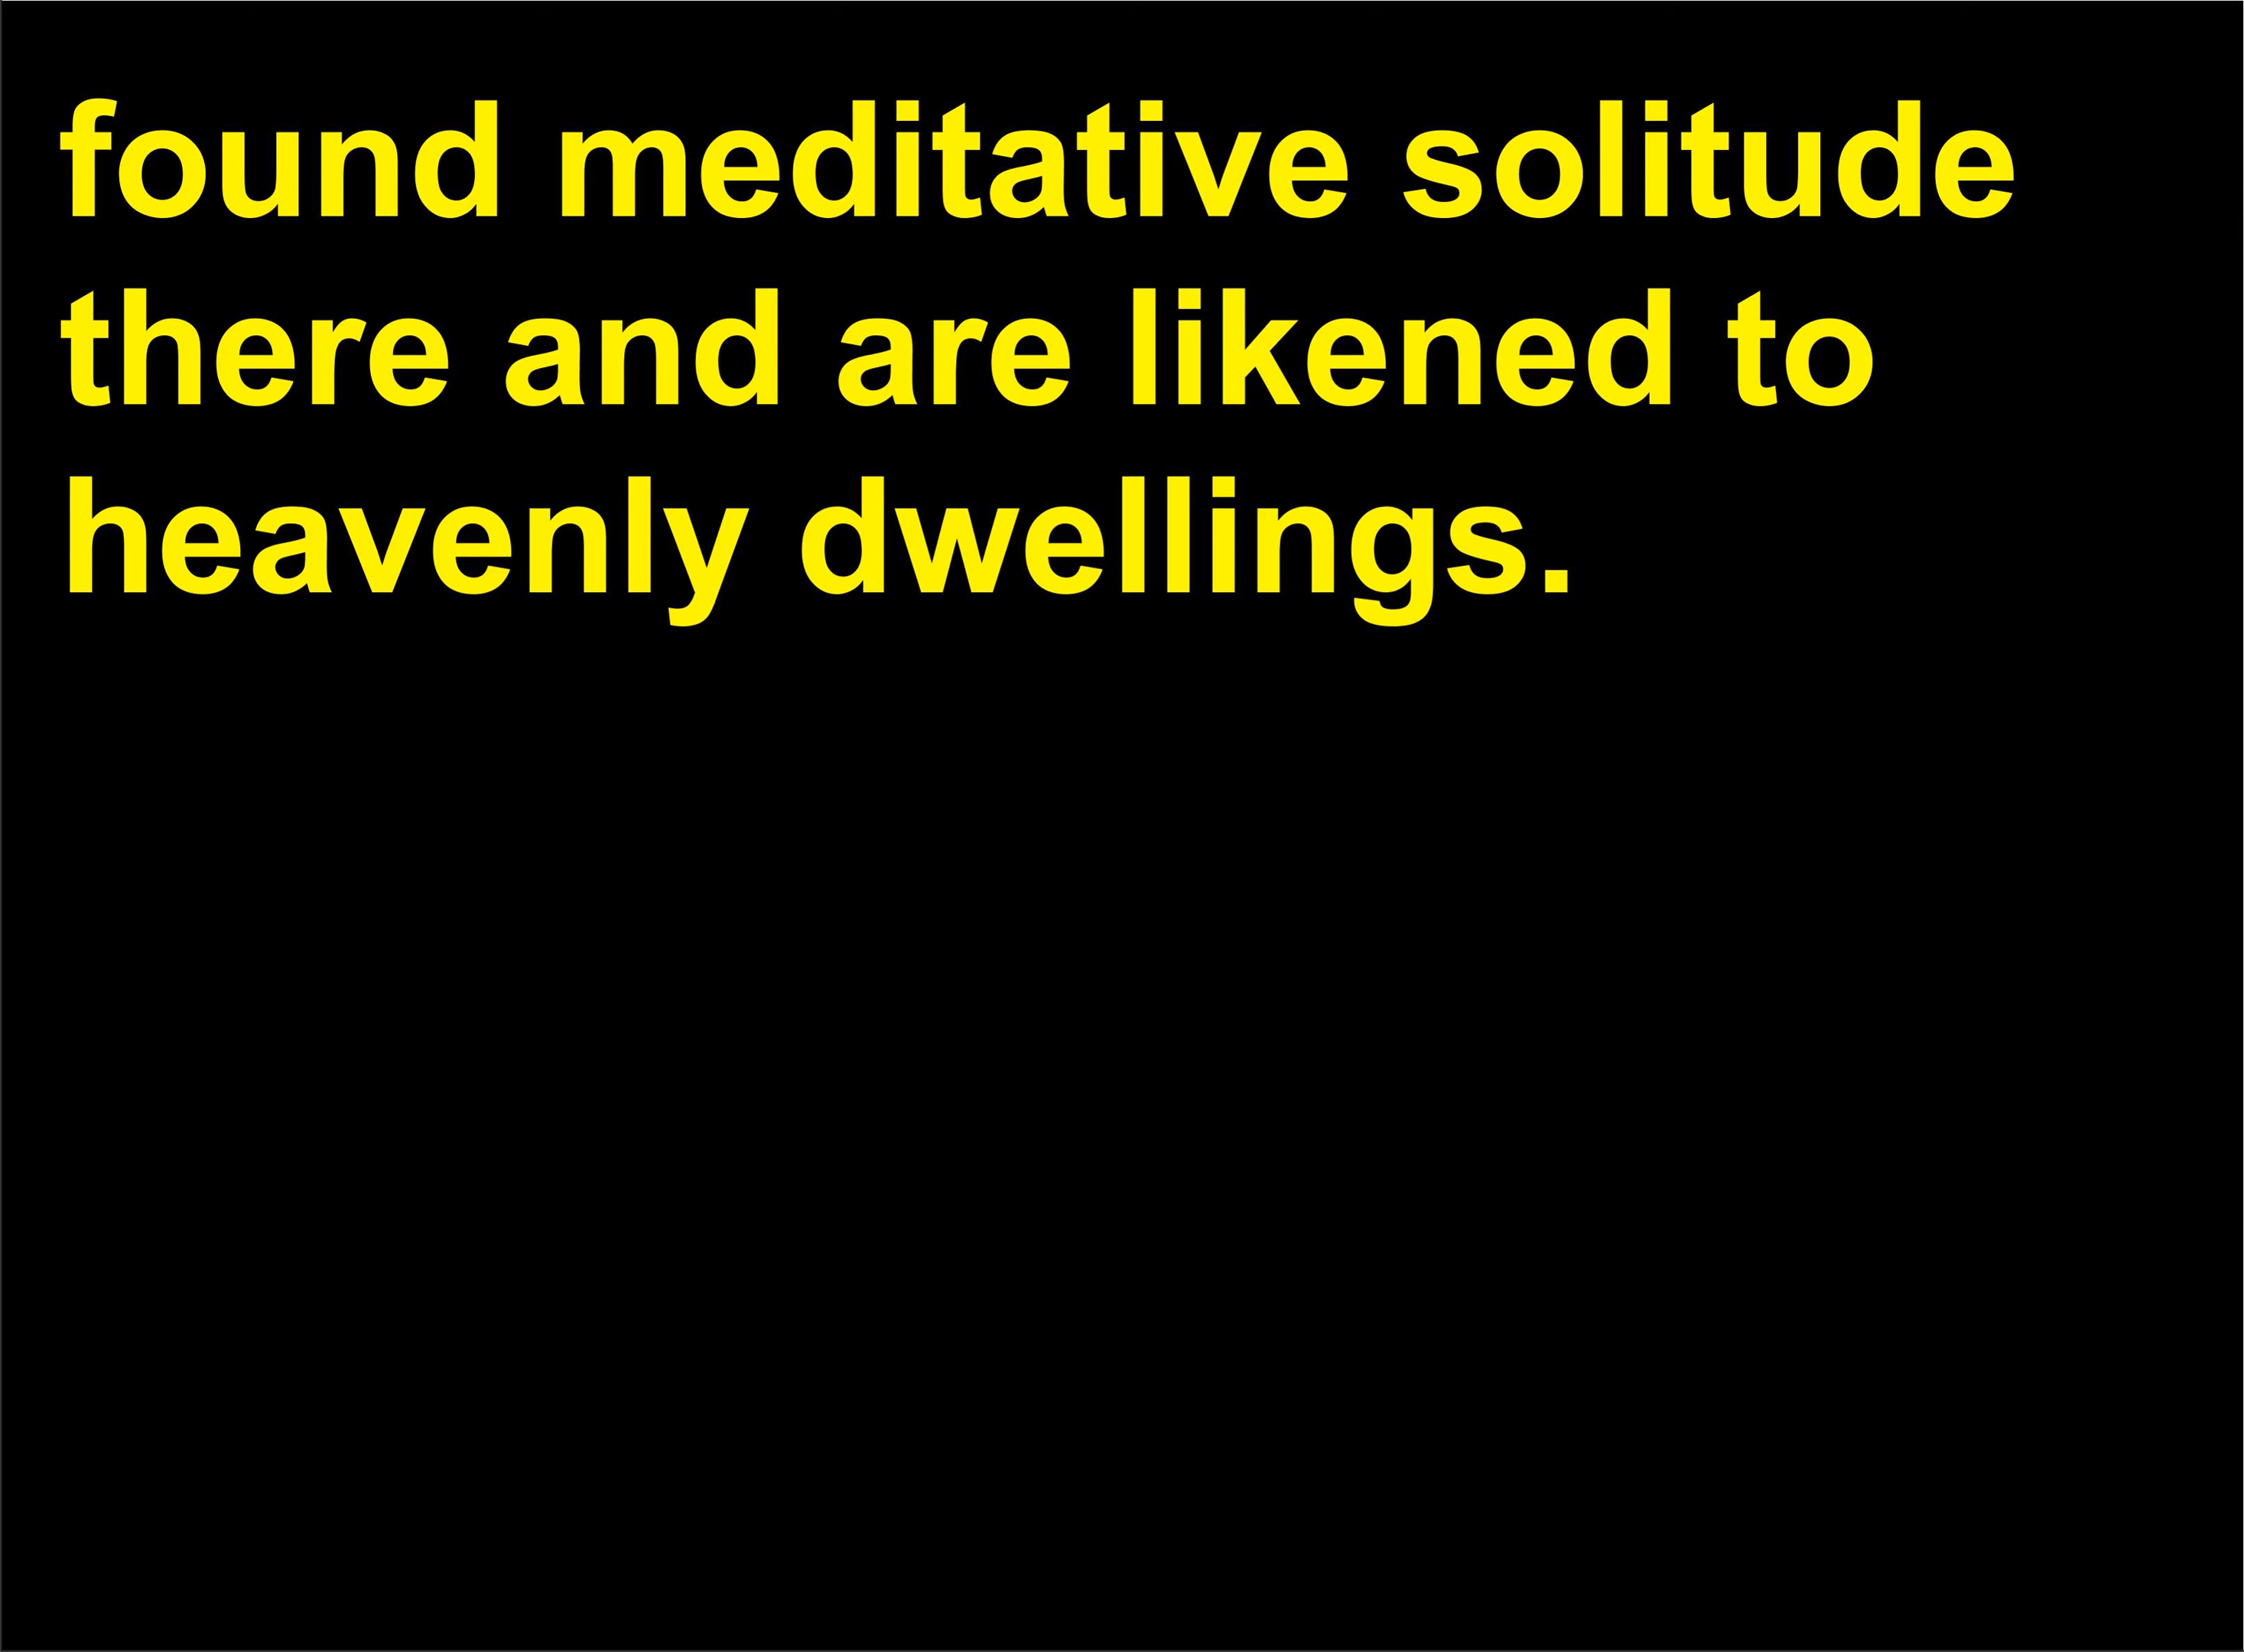 found meditative solitude
there and are likened to
heavenly dwellings.